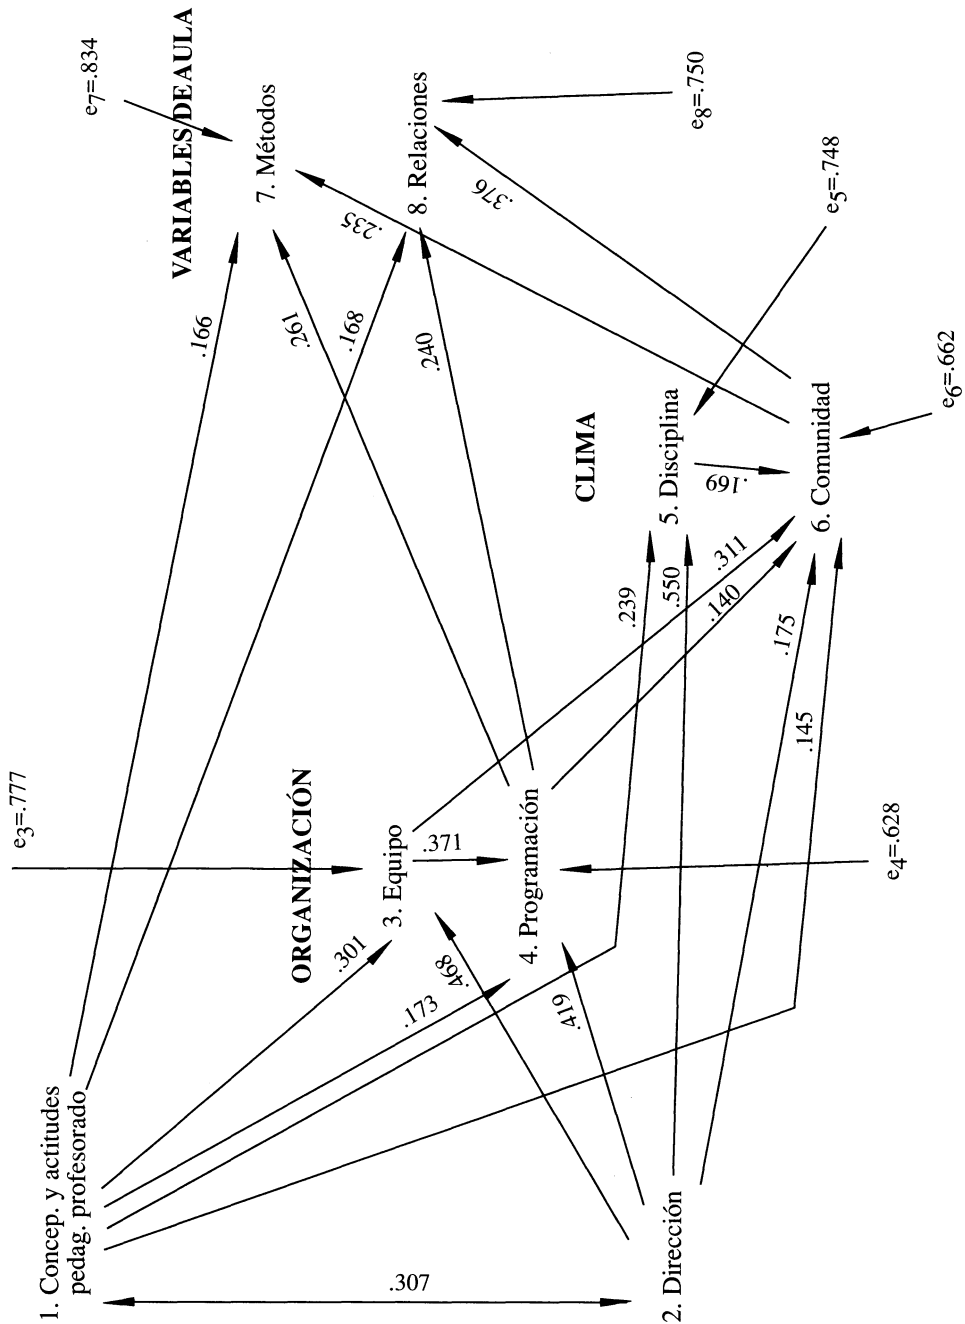 1. Concep. y actitudes
pedag. profesorado
2. Dirección
.307
ORGANIZACIÓN
3. Equipo
4. Programación
e3=.777
e4=.628
.301
.173
.468
.419
.371
CLIMA
5. Disciplina
6. Comunidad
.239
.550
.311
.140
.175
.145
.169
e5=.748
e6=.662
VARIABLES DE AULA
7. Métodos
8. Relaciones
.166
.261
.168
.240
.235
.376
e7=.834
e8=.750